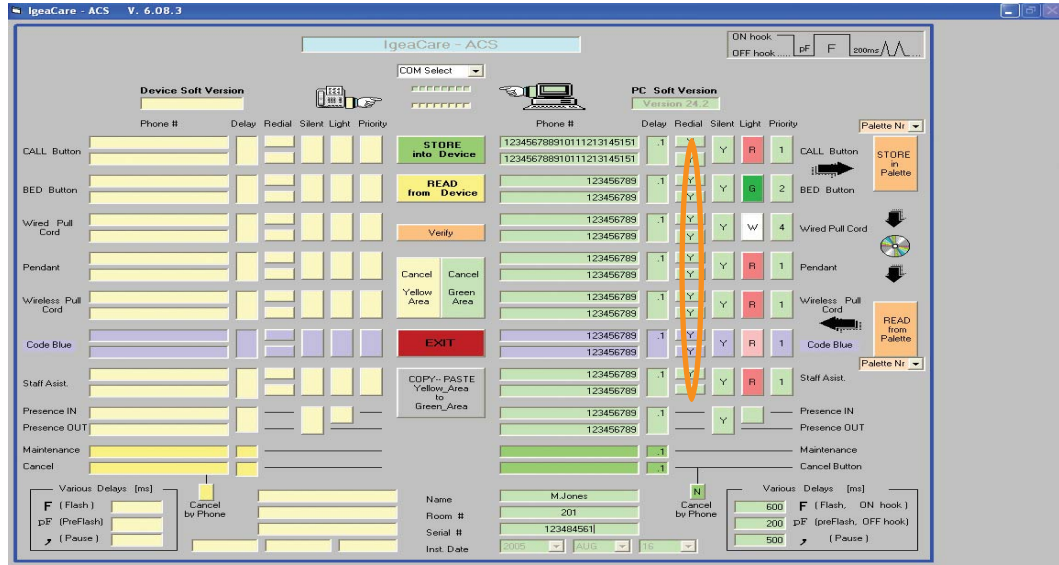 IgeaCare - ACS V. 6.08.3
IgeaCare - ACS
ON hook
OFF hook..... pF F 200ms
COM Select
Device Soft Version
PC Soft Version
Version 24.2
Phone # Delay Redial Silent Light Priority
Phone # Delay Redial Silent Light Priority
Palette Nr
CALL Button
STORE
into Device
123456789101112131451​51 .1 Y Y R 1 CALL Button
123456789101112131451​51 Y
STORE
in
Palette
BED Button
READ
from Device
123456789 .1 Y Y G 2 BED Button
123456789 Y
Wired Pull
Cord
Verify
123456789 .1 Y Y W 4 Wired Pull Cord
123456789 Y
Pendant
Cancel
Yellow
Area
Cancel
Green
Area
123456789 .1 Y Y R 1 Pendant
123456789 Y
Wireless Pull
Cord
123456789 .1 Y Y R 1 Wireless Pull
Cord
123456789 Y
READ
from
Palette
Code Blue
EXIT
123456789 .1 Y Y R 1 Code Blue
123456789 Y
Palette Nr
Staff Asist.
COPY-- PASTE
Yellow_Area
to
Green_Area
123456789 .1 Y Y R 1 Staff Asist.
123456789
Presence IN
123456789 .1 Y Presence IN
Presence OUT
123456789 Presence OUT
Maintenance
.1 Maintenance
Cancel
.1 Cancel Button
Various Delays [ms]
F ( Flash )
pF (PreFlash)
, ( Pause )
Cancel
by Phone
Name M.Jones
Room # 201
Serial # 123484561
Inst. Date 2005 AUG 16
N
Cancel
by Phone
Various Delays [ms]
600 F ( Flash, ON hook )
200 pF (preFlash, OFF hook)
500 , ( Pause )